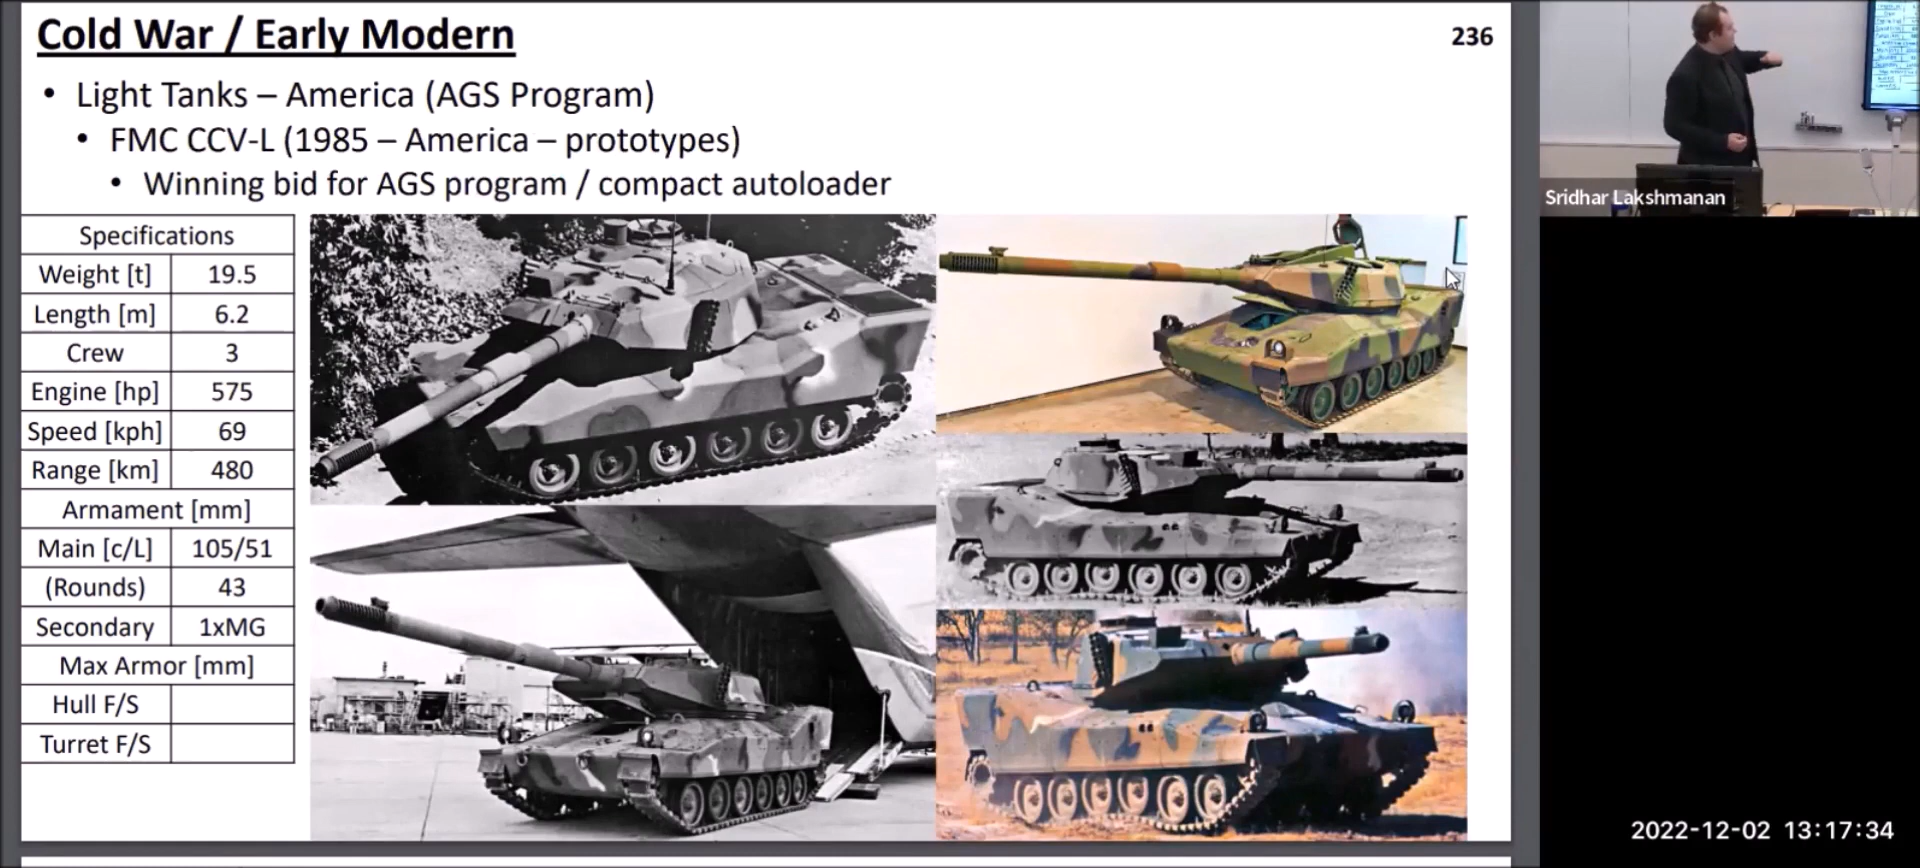 Cold War / Early Modern
236
• Light Tanks – America (AGS Program)
• FMC CCV-L (1985 – America – prototypes)
• Winning bid for AGS program / compact autoloader
Specifications
Weight [t] 19.5
Length [m] 6.2
Crew 3
Engine [hp] 575
Speed [kph] 69
Range [km] 480
Armament [mm]
Main [c/L] 105/51
(Rounds) 43
Secondary 1xMG
Max Armor [mm]
Hull F/S
Turret F/S
Sridhar Lakshmanan
2022-12-02 13:17:34